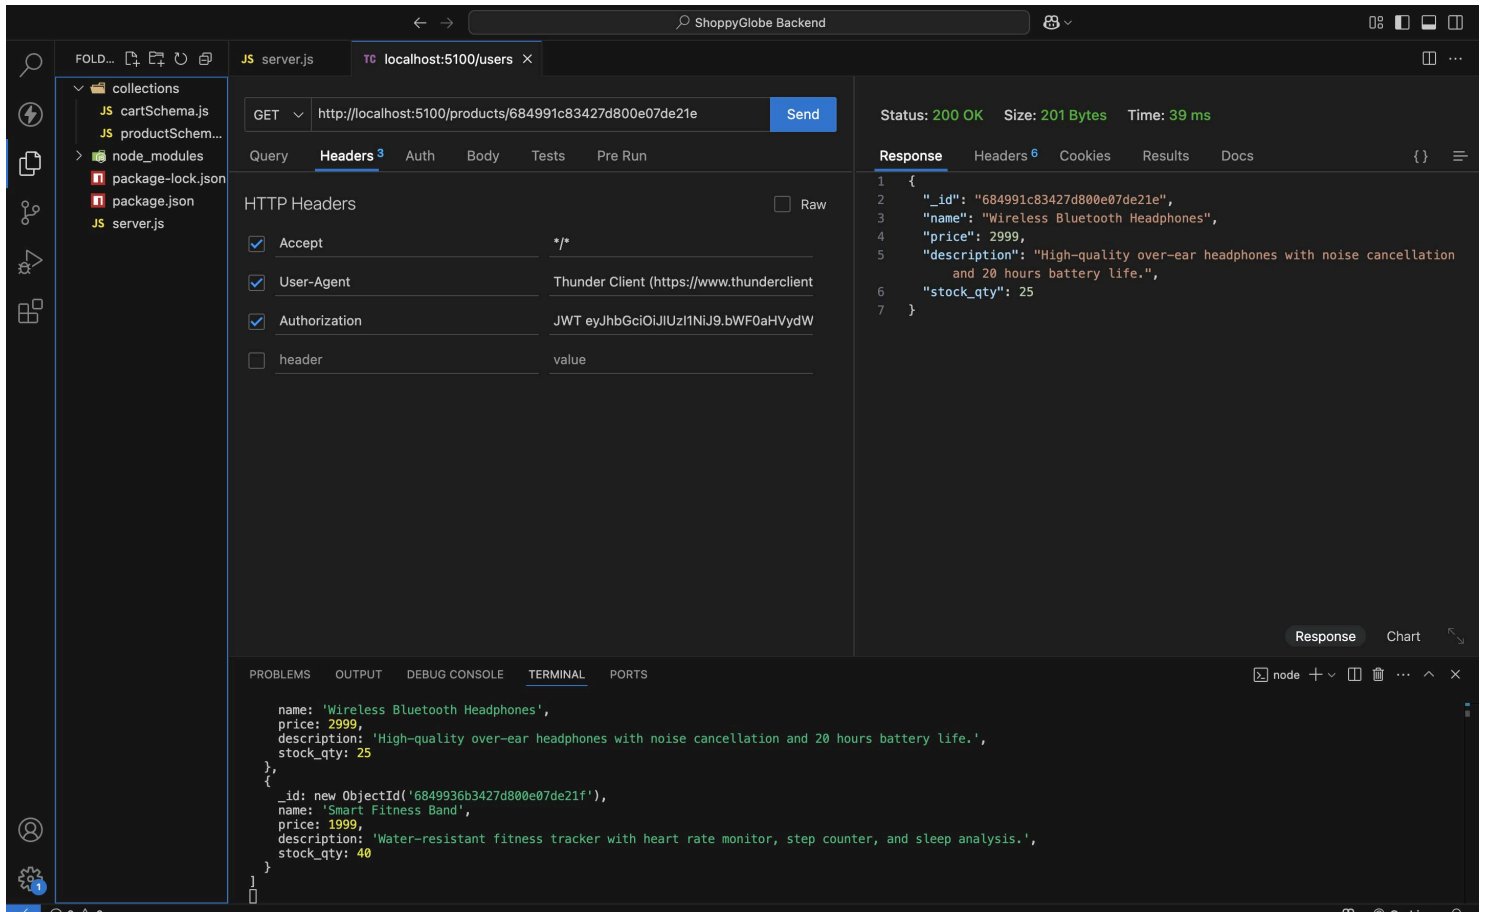 ShoppyGlobe Backend
FOLD...
JS server.js
TC localhost:5100/users
collections
JS cartSchema.js
JS productSchem...
node_modules
package-lock.json
package.json
JS server.js
GET
http://localhost:5100/products/684991c83427d800e07de21e
Send
Query Headers 3 Auth Body Tests Pre Run
HTTP Headers
Raw
Accept */*
User-Agent Thunder Client (https://www.thunderclient
Authorization JWT eyJhbGciOiJIUzI1NiJ9.bWF0aHVydW
header value
Status: 200 OK Size: 201 Bytes Time: 39 ms
Response Headers 6 Cookies Results Docs {}
1 {
2 "_id": "684991c83427d800e07de21e",
3 "name": "Wireless Bluetooth Headphones",
4 "price": 2999,
5 "description": "High-quality over-ear headphones with noise cancellation
and 20 hours battery life.",
6 "stock_qty": 25
7 }
Response Chart
PROBLEMS OUTPUT DEBUG CONSOLE TERMINAL PORTS
node
name: 'Wireless Bluetooth Headphones',
price: 2999,
description: 'High-quality over-ear headphones with noise cancellation and 20 hours battery life.',
stock_qty: 25
},
{
_id: new ObjectId('6849936b3427d800e07de21f'),
name: 'Smart Fitness Band',
price: 1999,
description: 'Water-resistant fitness tracker with heart rate monitor, step counter, and sleep analysis.',
stock_qty: 40
}
]
1